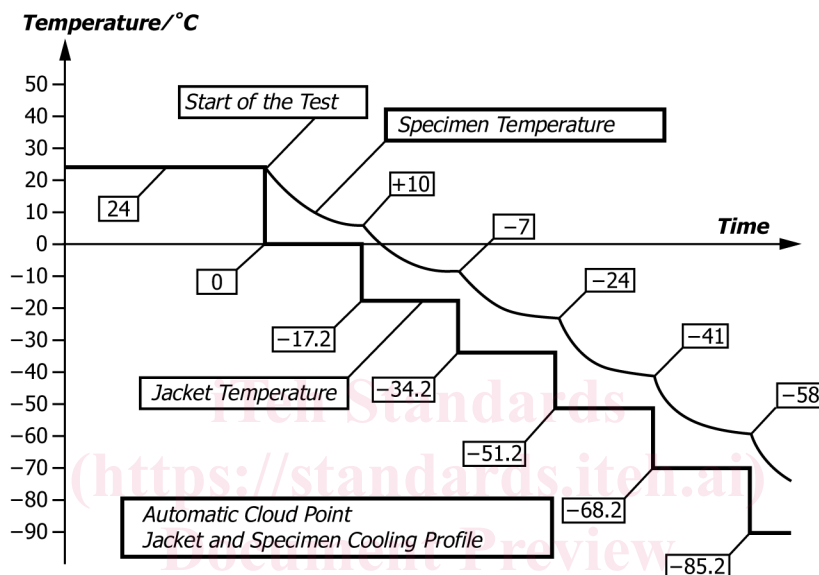 Temperature/˚C
50
40
30
20
10
0
−10
−20
−30
−40
−50
−60
−70
−80
−90
Start of the Test
Specimen Temperature
24
+10
Time
−7
0
−24
−17.2
−41
Jacket Temperature
−34.2
−58
−51.2
−68.2
−85.2
Automatic Cloud Point
Jacket and Specimen Cooling Profile
iTeh Standards
(https://standards.iteh.ai)
Document Preview